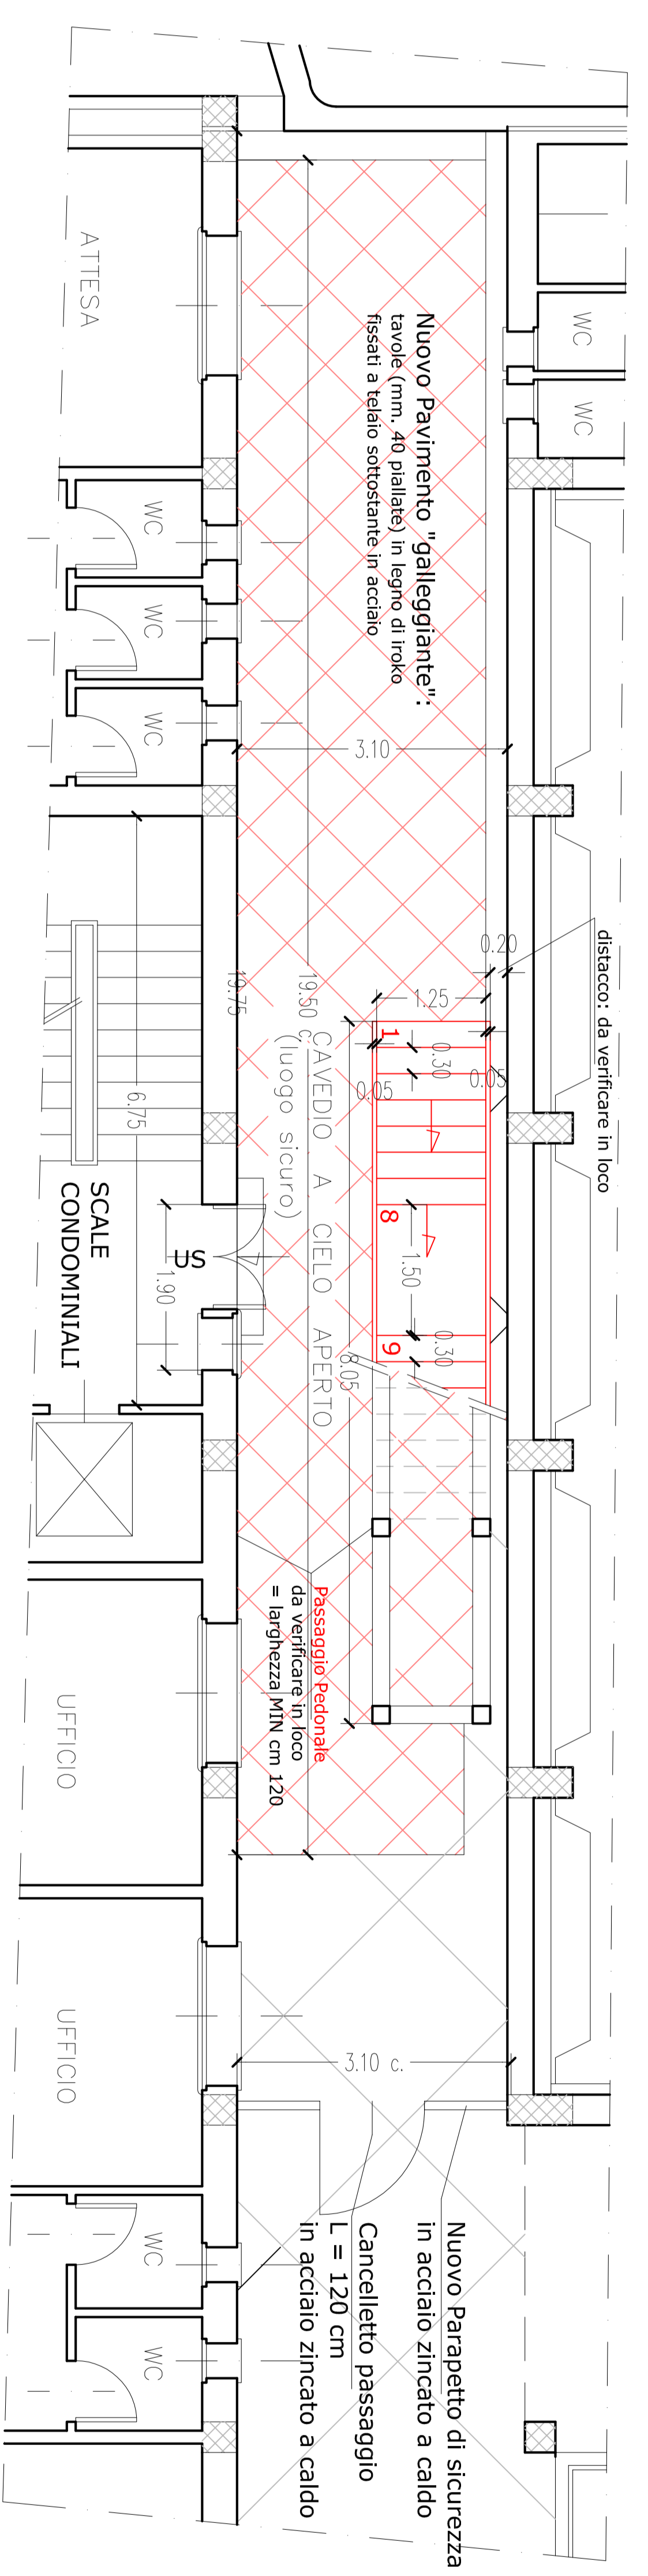 ATTESA
WC
WC
Nuovo Pavimento "galleggiante":
tavole (mm. 40 piallate) in legno di iroko
fissati a telaio sottostante in acciaio
WC
WC
WC
3.10
distacco: da verificare in loco
0.20
1.25
19.75
19.50 c.
CAVEDIO A CIELO APERTO
(luogo sicuro)
1
0.30
0.05
0.05
6.75
8
1.50
9
0.30
8.05
US
1.90
SCALE
CONDOMINIALI
Passaggio Pedonale
da verificare in loco
= larghezza MIN cm 120
UFFICIO
UFFICIO
3.10 c.
Nuovo Parapetto di sicurezza
in acciaio zincato a caldo
Cancelletto passaggio
L = 120 cm
in acciaio zincato a caldo
WC
WC